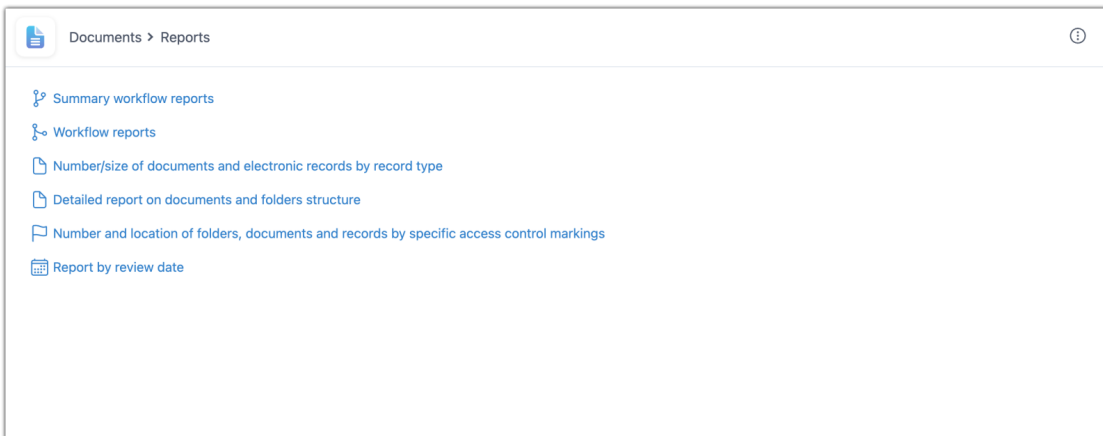 Documents > Reports
Summary workflow reports
Workflow reports
Number/size of documents and electronic records by record type
Detailed report on documents and folders structure
Number and location of folders, documents and records by specific access control markings
Report by review date